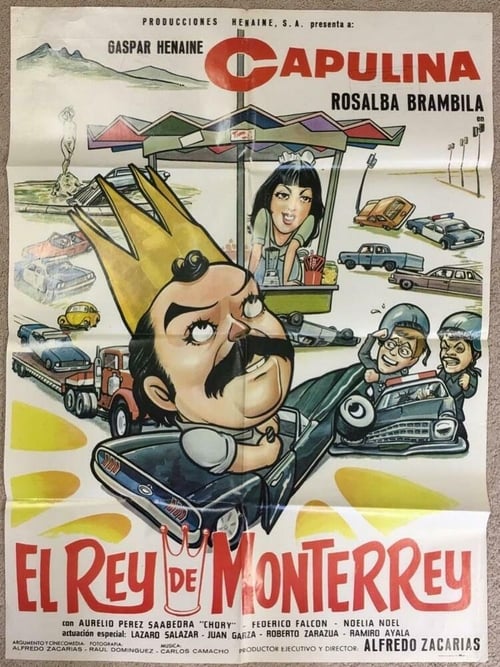 PRODUCCIONES HENAINE, S.A. presenta a:
GASPAR HENAINE
CAPULINA
ROSALBA BRAMBILA
en
EL REY DE MONTERREY
con AURELIO PEREZ SAABEDRA "CHORY" FEDERICO FALCON - NOELIA NOEL
actuación especial: LAZARO SALAZAR - JUAN GARZA - ROBERTO ZARAZUA - RAMIRO AYALA
ARGUMENTO Y CINECOMEDIA: FOTOGRAFIA: MUSICA: PRODUCTOR EJECUTIVO Y DIRECTOR:
ALFREDO ZACARIAS - RAUL DOMINGUEZ - CARLOS CAMACHO ALFREDO ZACARIAS